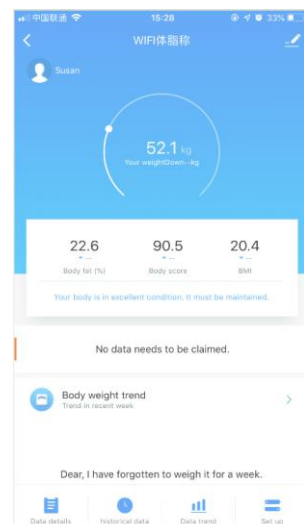 中国联通 15:28 33%
WIFI体脂称
Susan
52.1 kg
Your weightDown--kg
22.6 90.5 20.4
-- -- --
Body fat (%) Body score BMI
Your body is in excellent condition. It must be maintained.
No data needs to be claimed.
Body weight trend
Trend in recent week
Dear, I have forgotten to weigh it for a week.
Data details historical data Data trend Set up